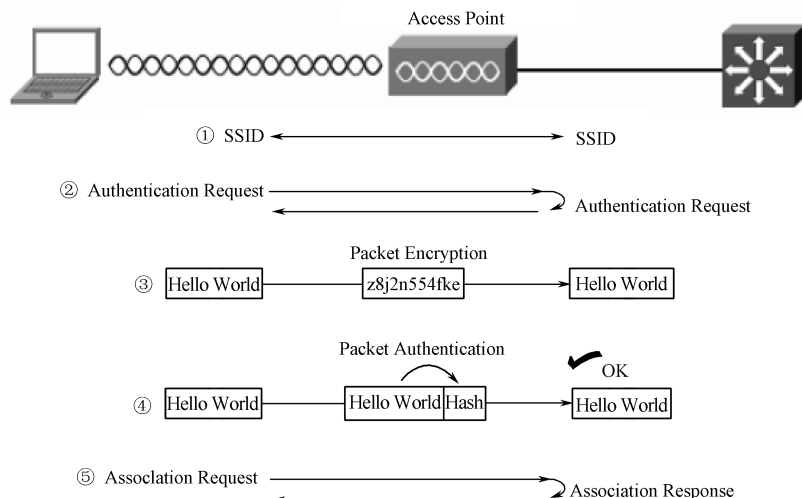 Access Point
① SSID SSID
② Authentication Request
Authentication Request
Packet Encryption
③ Hello World z8j2n554fke Hello World
Packet Authentication
OK
④ Hello World Hello World Hash Hello World
⑤ Assoclation Request
Association Response